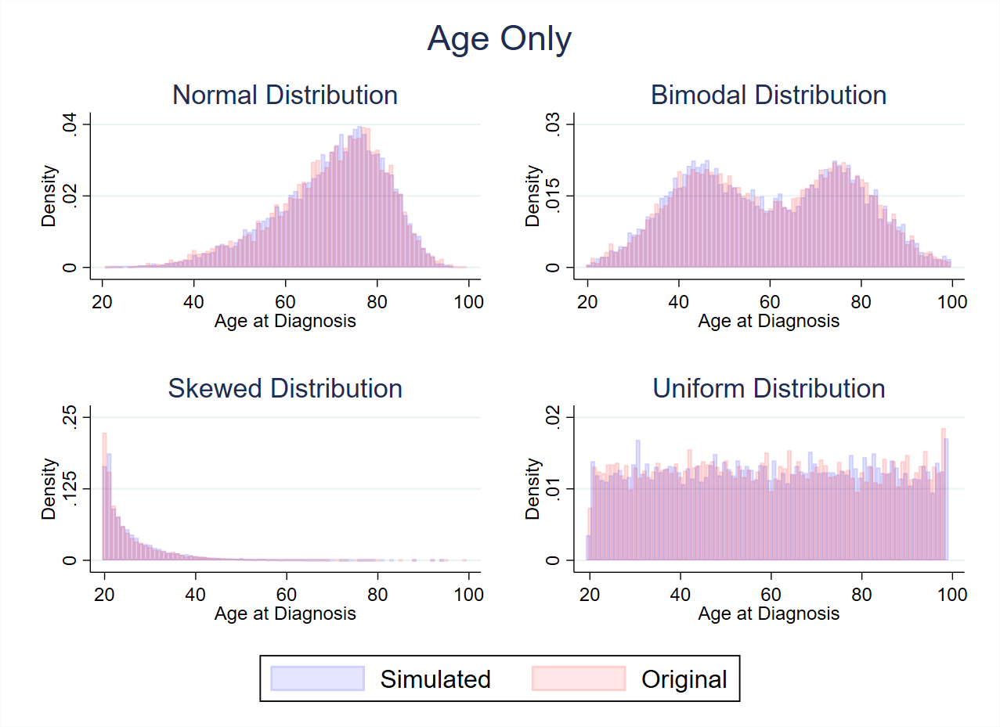 Age Only
Normal Distribution
Density
.04
.02
0
20 40 60 80 100
Age at Diagnosis
Bimodal Distribution
Density
.03
.015
0
20 40 60 80 100
Age at Diagnosis
Skewed Distribution
Density
.25
.125
0
20 40 60 80 100
Age at Diagnosis
Uniform Distribution
Density
.02
.01
0
20 40 60 80 100
Age at Diagnosis
Simulated Original